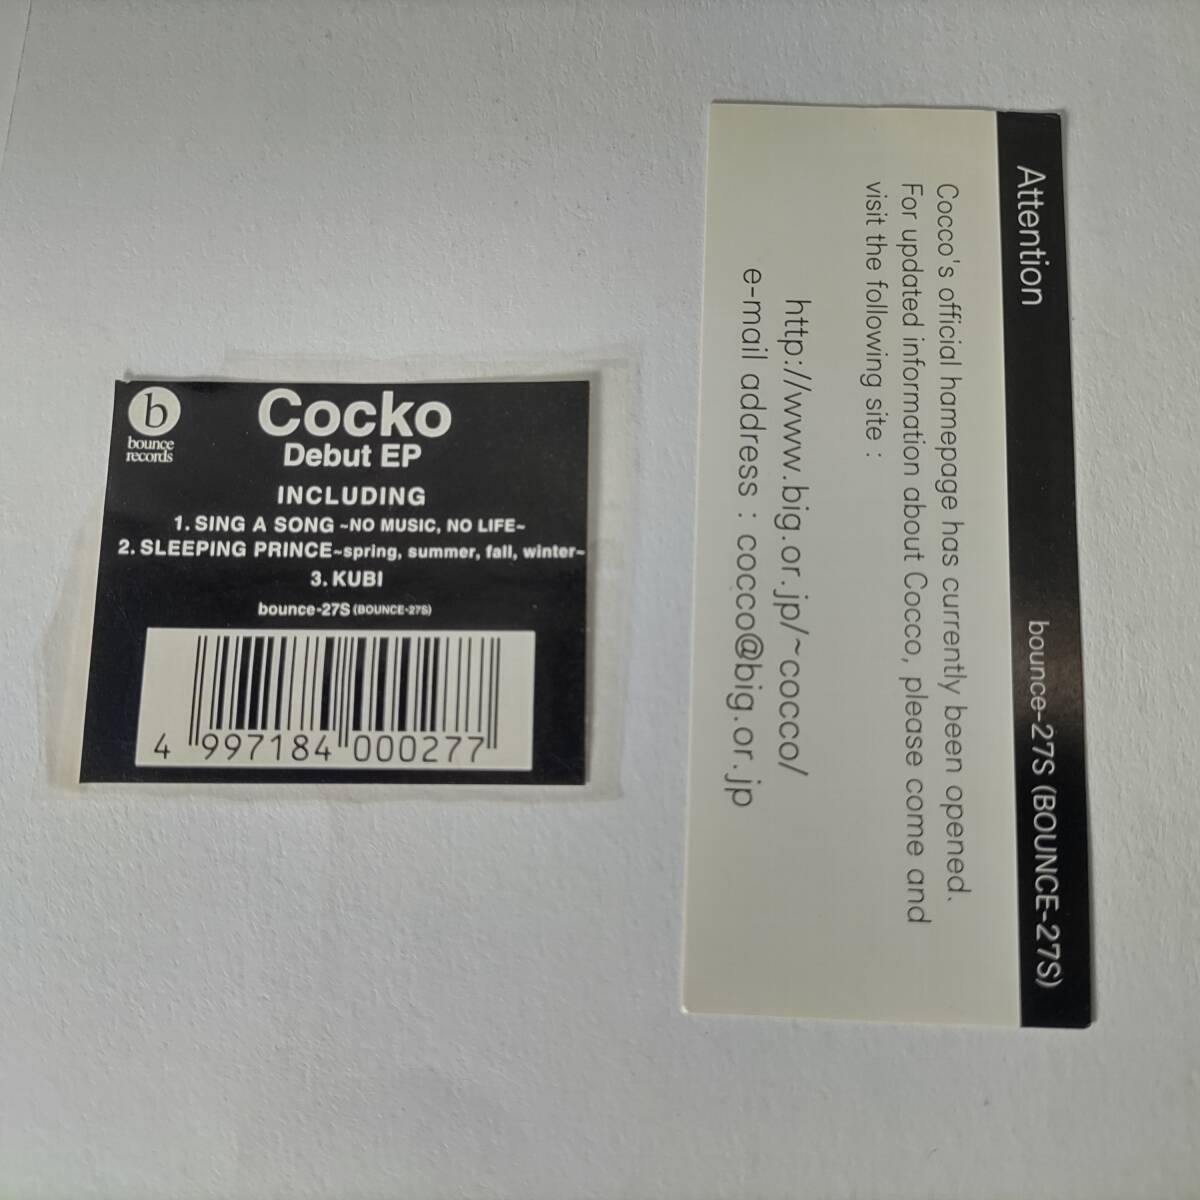 b
bounce
records
Cocko
Debut EP
INCLUDING
1. SING A SONG ~NO MUSIC, NO LIFE~
2. SLEEPING PRINCE~spring, summer, fall, winter~
3. KUBI
bounce-27S (BOUNCE-27S)
4 997184 000277
Attention bounce-27S (BOUNCE-27S)
Cocco's official hamepage has currently been opened.
For updated information about Cocco, please come and
visit the following site :
http://www.big.or.jp/~cocco/
e-mail address : cocco@big.or.jp